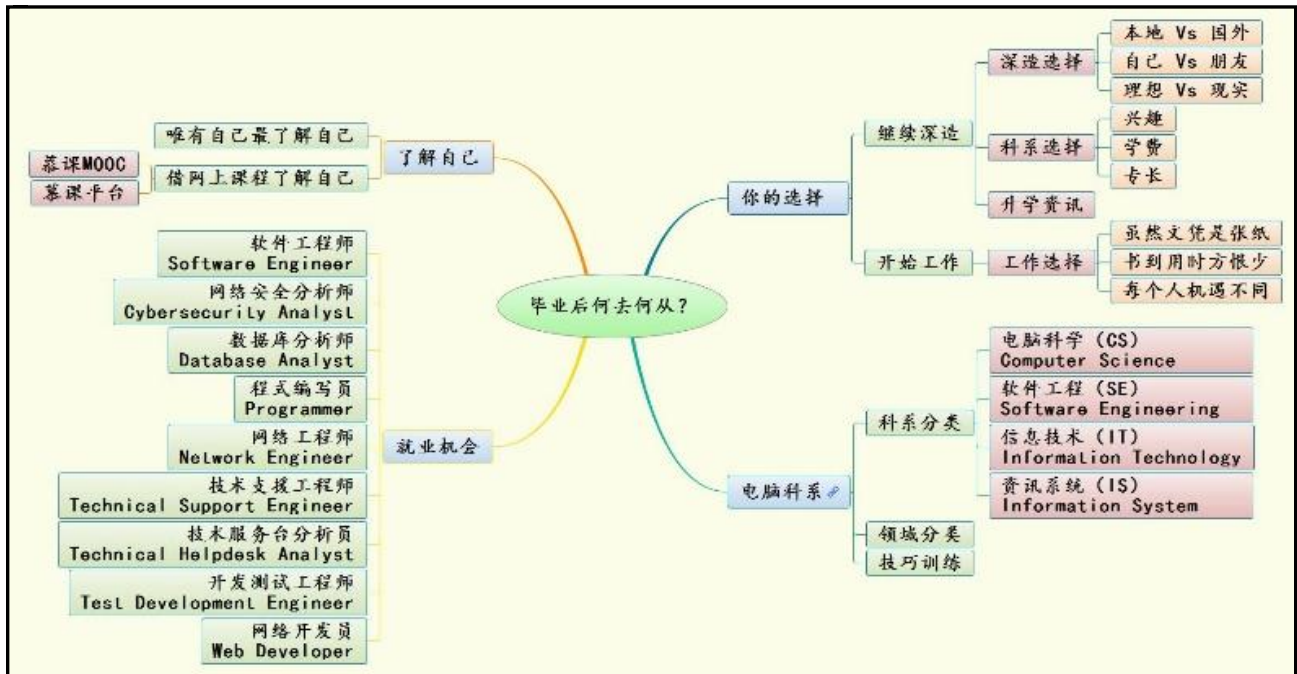 毕业后何去何从？
了解自己
唯有自己最了解自己
借网上课程了解自己
慕课MOOC
慕课平台
就业机会
软件工程师
Software Engineer
网络安全分析师
Cybersecurity Analyst
数据库分析师
Database Analyst
程式编写员
Programmer
网络工程师
Network Engineer
技术支援工程师
Technical Support Engineer
技术服务台分析员
Technical Helpdesk Analyst
开发测试工程师
Test Development Engineer
网络开发员
Web Developer
你的选择
继续深造
深造选择
本地 Vs 国外
自己 Vs 朋友
理想 Vs 现实
科系选择
兴趣
学费
专长
升学资讯
开始工作
工作选择
虽然文凭是张纸
书到用时方恨少
每个人机遇不同
电脑科系
科系分类
电脑科学 (CS)
Computer Science
软件工程 (SE)
Software Engineering
信息技术 (IT)
Information Technology
资讯系统 (IS)
Information System
领域分类
技巧训练